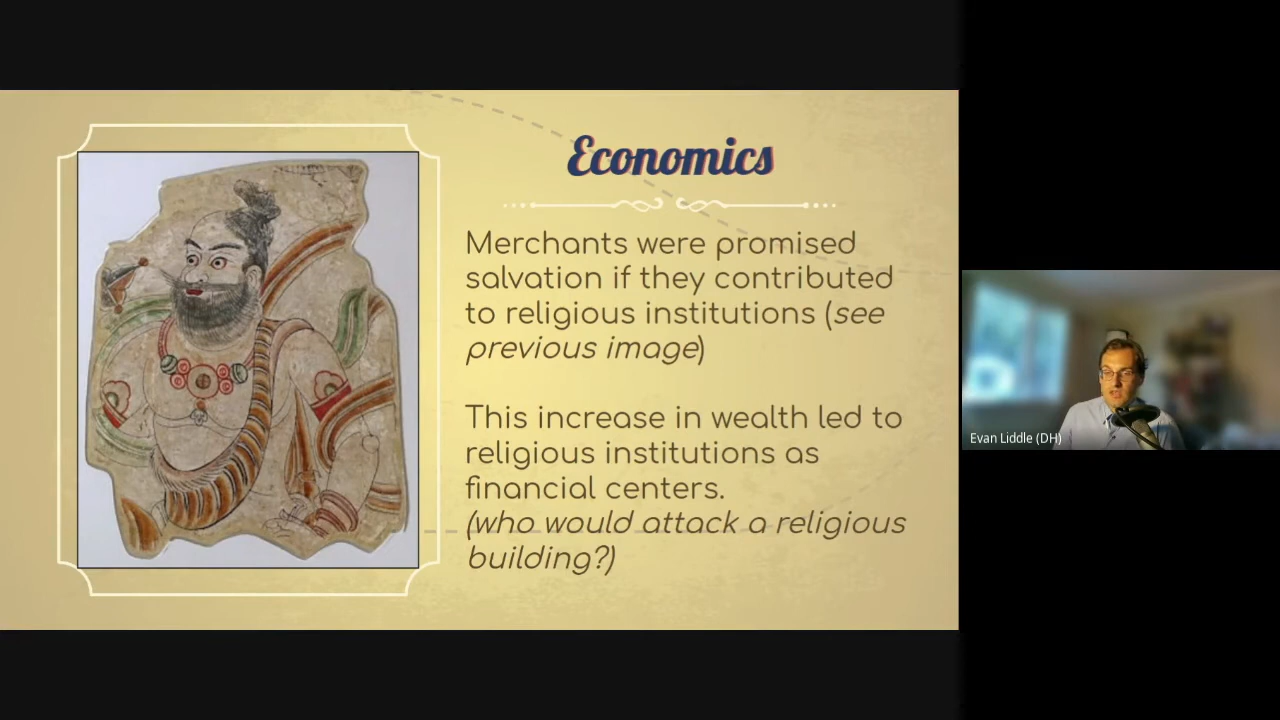 Economics
Merchants were promised
salvation if they contributed
to religious institutions (see
previous image)
This increase in wealth led to
religious institutions as
financial centers.
(who would attack a religious
building?)
Evan Liddle (DH)